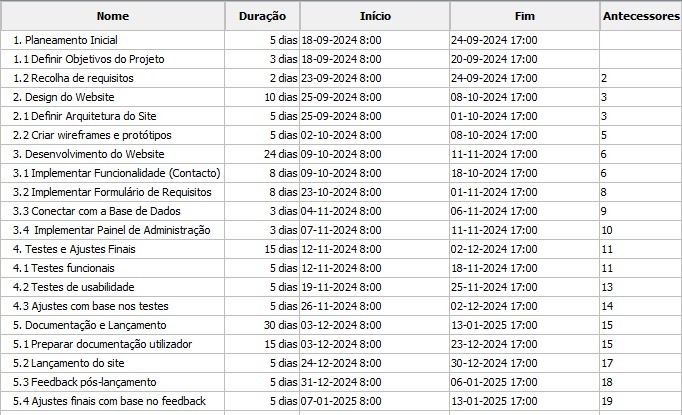 Nome Duração Início Fim Antecessores
1. Planeamento Inicial 5 dias 18-09-2024 8:00 24-09-2024 17:00
1.1 Definir Objetivos do Projeto 3 dias 18-09-2024 8:00 20-09-2024 17:00
1.2 Recolha de requisitos 2 dias 23-09-2024 8:00 24-09-2024 17:00 2
2. Design do Website 10 dias 25-09-2024 8:00 08-10-2024 17:00 3
2.1 Definir Arquitetura do Site 5 dias 25-09-2024 8:00 01-10-2024 17:00 3
2.2 Criar wireframes e protótipos 5 dias 02-10-2024 8:00 08-10-2024 17:00 5
3. Desenvolvimento do Website 24 dias 09-10-2024 8:00 11-11-2024 17:00 6
3.1 Implementar Funcionalidade (Contacto) 8 dias 09-10-2024 8:00 18-10-2024 17:00 6
3.2 Implementar Formulário de Requisitos 8 dias 23-10-2024 8:00 01-11-2024 17:00 8
3.3 Conectar com a Base de Dados 3 dias 04-11-2024 8:00 06-11-2024 17:00 9
3.4 Implementar Painel de Administração 3 dias 07-11-2024 8:00 11-11-2024 17:00 10
4. Testes e Ajustes Finais 15 dias 12-11-2024 8:00 02-12-2024 17:00 11
4.1 Testes funcionais 5 dias 12-11-2024 8:00 18-11-2024 17:00 11
4.2 Testes de usabilidade 5 dias 19-11-2024 8:00 25-11-2024 17:00 13
4.3 Ajustes com base nos testes 5 dias 26-11-2024 8:00 02-12-2024 17:00 14
5. Documentação e Lançamento 30 dias 03-12-2024 8:00 13-01-2025 17:00 15
5.1 Preparar documentação utilizador 15 dias 03-12-2024 8:00 23-12-2024 17:00 15
5.2 Lançamento do site 5 dias 24-12-2024 8:00 30-12-2024 17:00 17
5.3 Feedback pós-lançamento 5 dias 31-12-2024 8:00 06-01-2025 17:00 18
5.4 Ajustes finais com base no feedback 5 dias 07-01-2025 8:00 13-01-2025 17:00 19